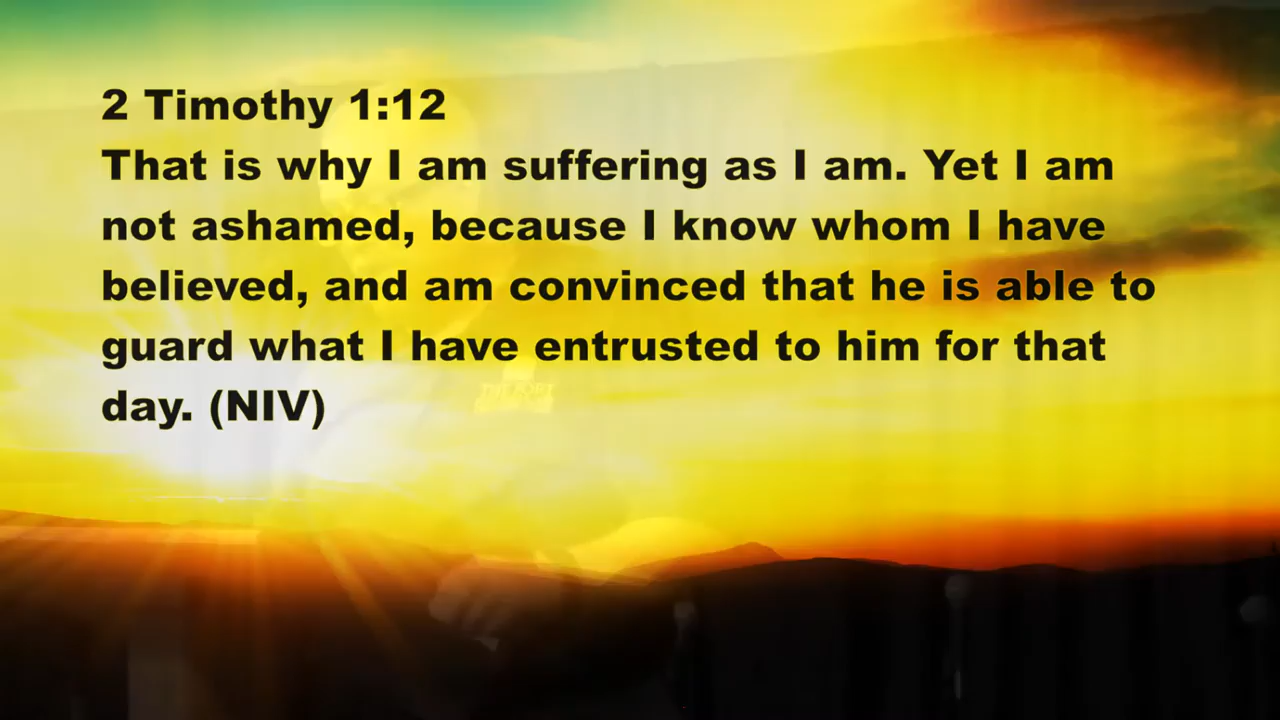 2 Timothy 1:12
That is why I am suffering as I am. Yet I am
not ashamed, because I know whom I have
believed, and am convinced that he is able to
guard what I have entrusted to him for that
day. (NIV)